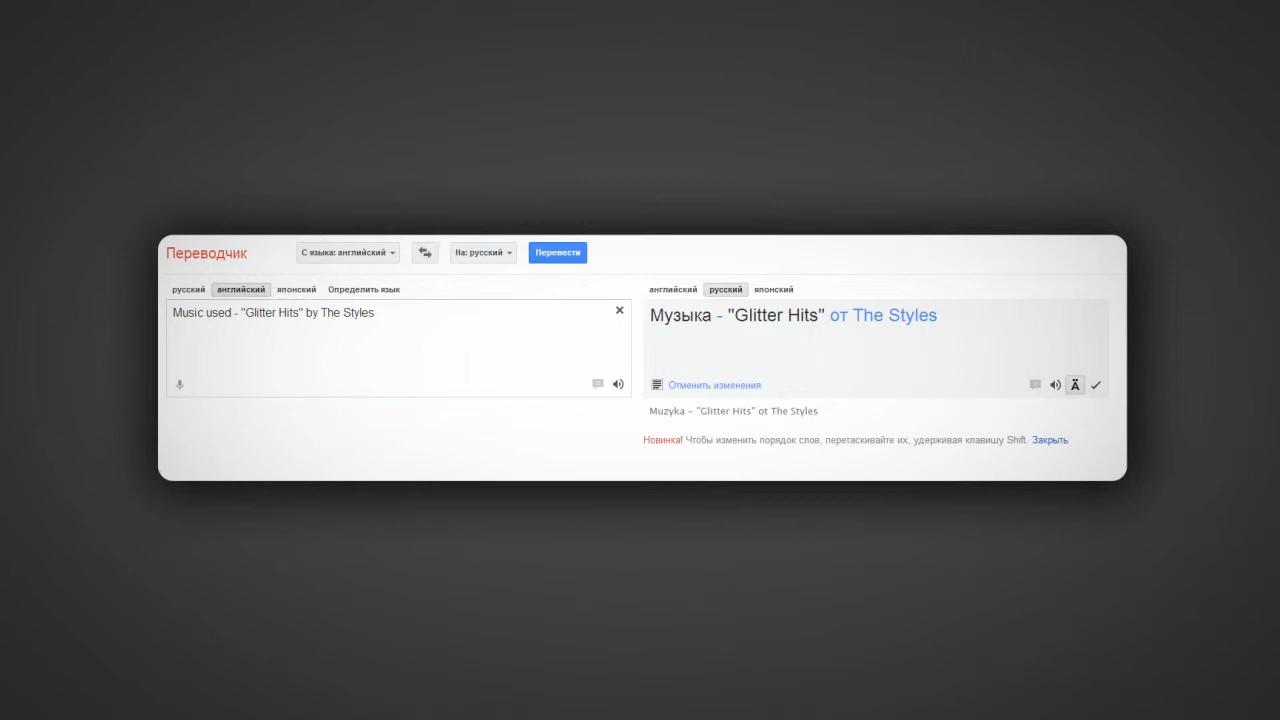 Переводчик
С языка: английский
На: русский
Перевести
русский английский японский Определить язык
английский русский японский
Music used - "Glitter Hits" by The Styles
Музыка - "Glitter Hits" от The Styles
Ä
Отменить изменения
Muzyka – "Glitter Hits" ot The Styles
Новинка! Чтобы изменить порядок слов, перетаскивайте их, удерживая клавишу Shift. Закрыть